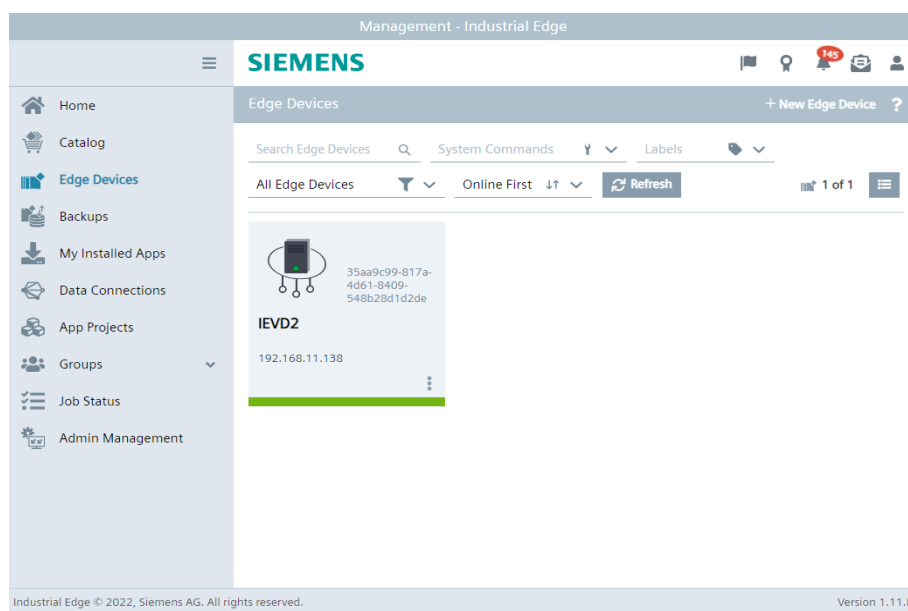 Management - Industrial Edge
SIEMENS
145
Home
Catalog
Edge Devices
Backups
My Installed Apps
Data Connections
App Projects
Groups
Job Status
Admin Management
Edge Devices
+ New Edge Device ?
Search Edge Devices System Commands Labels
All Edge Devices Online First Refresh 1 of 1
35aa9c99-817a-
4d61-8409-
548b28d1d2de
IEVD2
192.168.11.138
Industrial Edge © 2022, Siemens AG. All rights reserved. Version 1.11.8